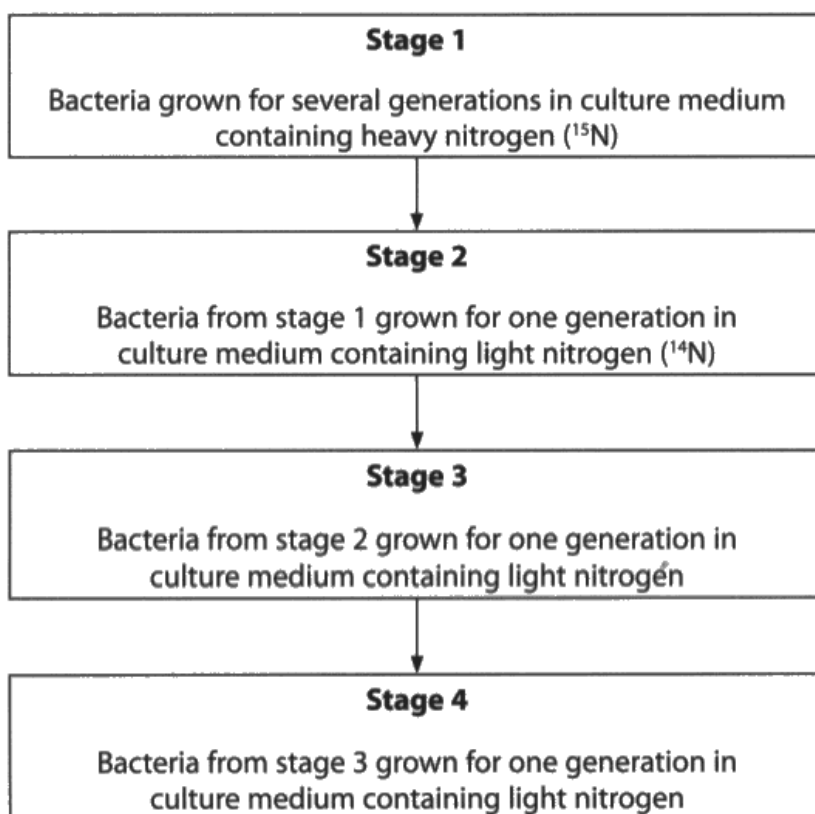 Stage 1
Bacteria grown for several generations in culture medium
containing heavy nitrogen (¹⁵N)
Stage 2
Bacteria from stage 1 grown for one generation in
culture medium containing light nitrogen (¹⁴N)
Stage 3
Bacteria from stage 2 grown for one generation in
culture medium containing light nitrogen
Stage 4
Bacteria from stage 3 grown for one generation in
culture medium containing light nitrogen